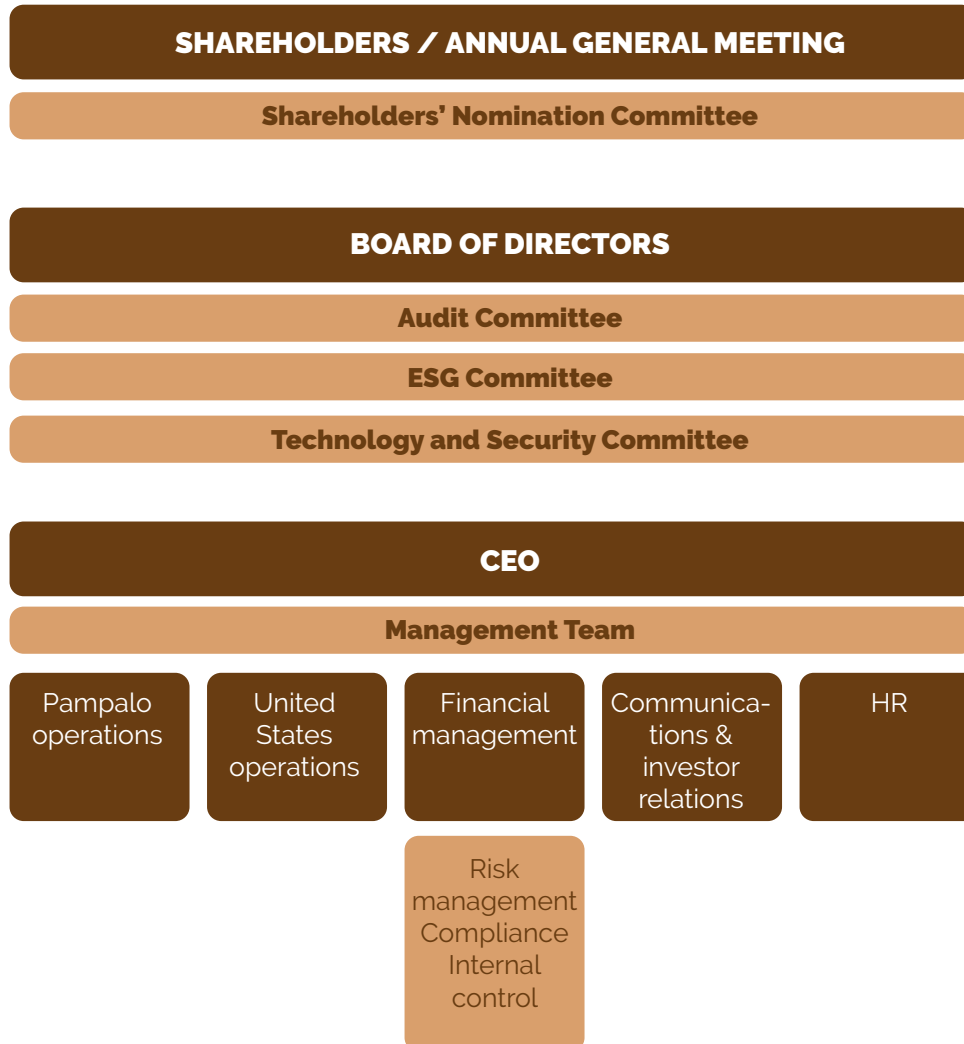 SHAREHOLDERS / ANNUAL GENERAL MEETING
Shareholders’ Nomination Committee
BOARD OF DIRECTORS
Audit Committee
ESG Committee
Technology and Security Committee
CEO
Management Team
Pampalo
operations
United
States
operations
Financial
management
Communica-
tions &
investor
relations
HR
Risk
management
Compliance
Internal
control